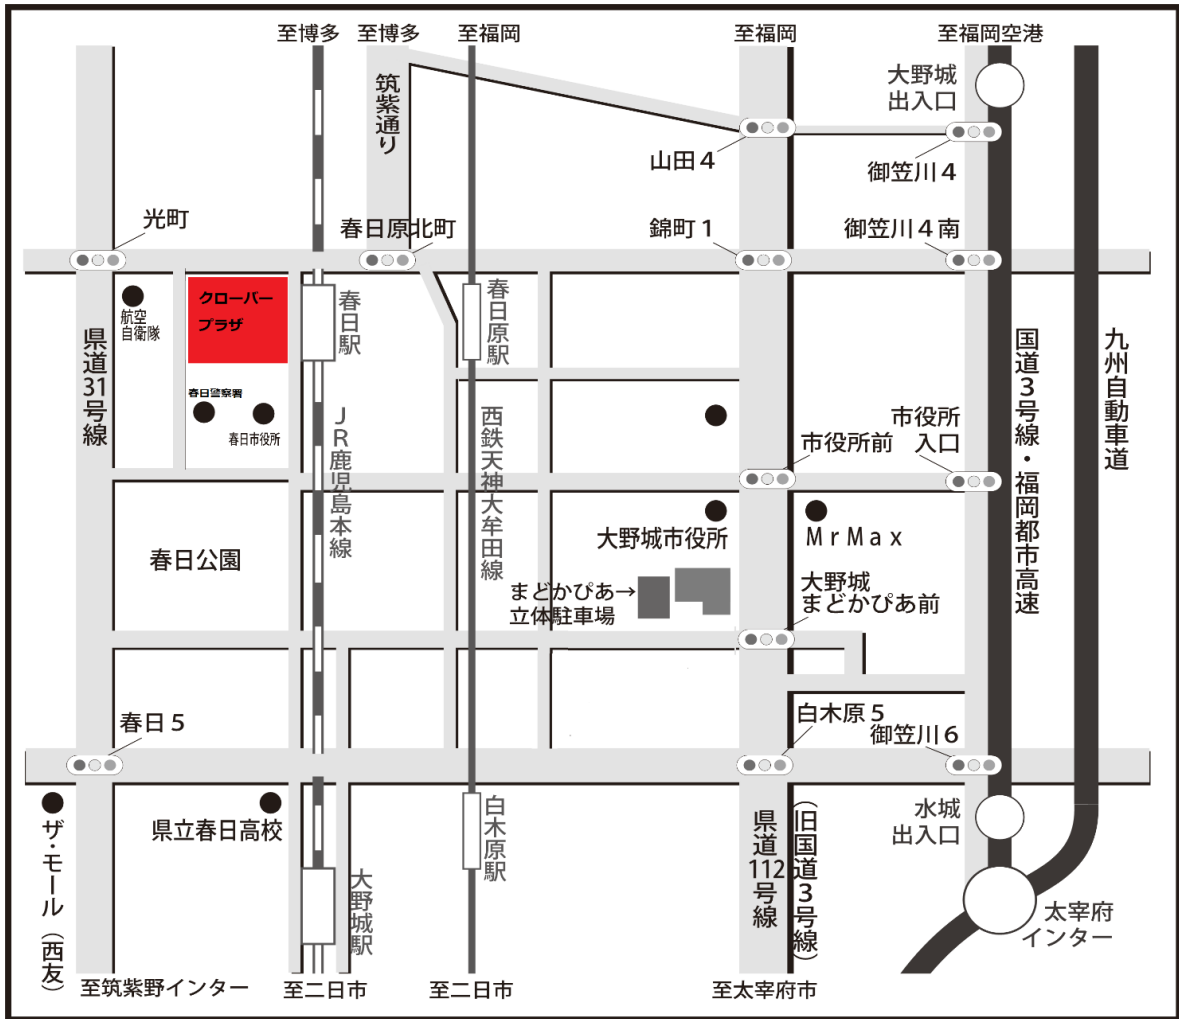 至博多
至博多
至福岡
至福岡
至福岡空港
筑紫通り
大野城
出入口
山田4
御笠川4
光町
春日原北町
錦町1
御笠川4南
航空
自衛隊
クローバー
プラザ
春日駅
春日原駅
県道31号線
国道3号線・福岡都市高速
九州自動車道
春日警察署
春日市役所
JR鹿児島本線
西鉄天神大牟田線
市役所前
市役所
入口
大野城市役所
MrMax
春日公園
まどかぴあ→
立体駐車場
大野城
まどかぴあ前
春日5
白木原5
御笠川6
ザ・モール(西友)
県立春日高校
白木原駅
県道112号線
(旧国道3号線)
水城
出入口
大野城駅
太宰府
インター
至筑紫野インター
至二日市
至二日市
至太宰府市